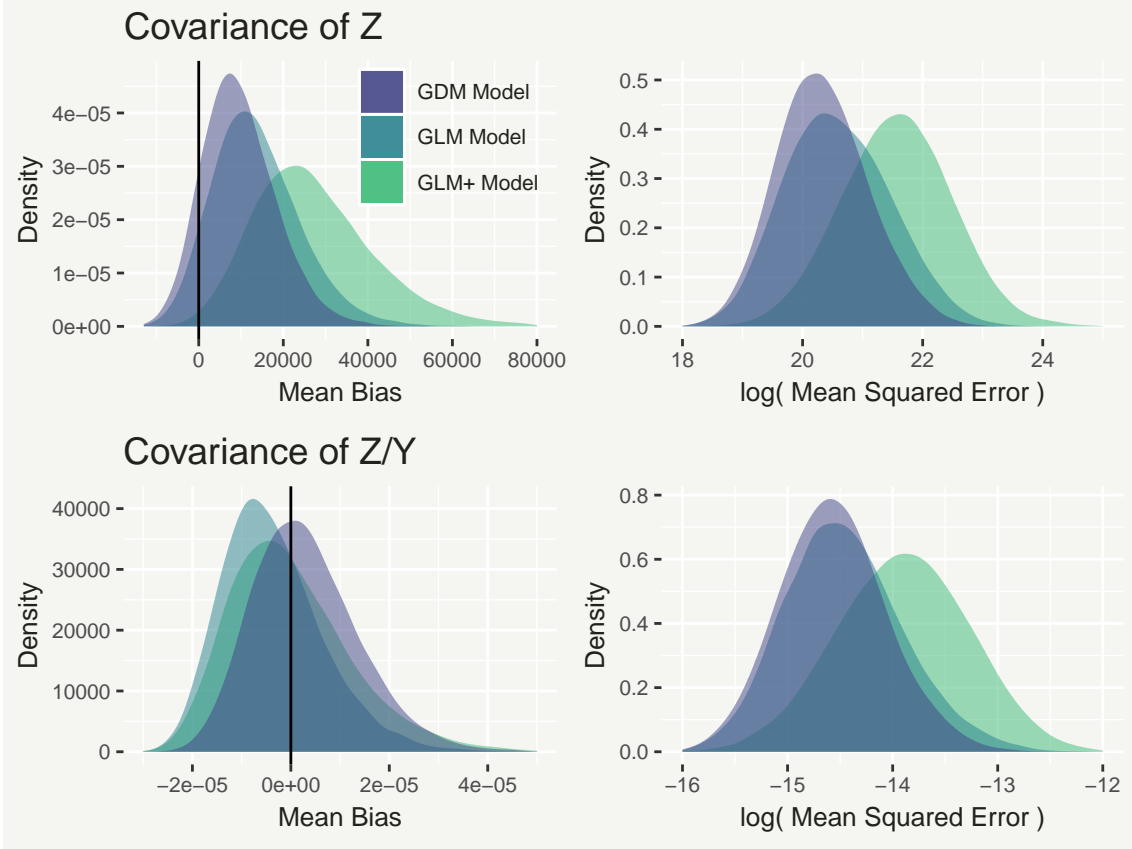 Covariance of Z
Density
4e−05
3e−05
2e−05
1e−05
0e+00
0 20000 40000 60000 80000
Mean Bias
GDM Model
GLM Model
GLM+ Model
Density
0.5
0.4
0.3
0.2
0.1
0.0
18 20 22 24
log( Mean Squared Error )
Covariance of Z/Y
Density
40000
30000
20000
10000
0
−2e−05 0e+00 2e−05 4e−05
Mean Bias
Density
0.8
0.6
0.4
0.2
0.0
−16 −15 −14 −13 −12
log( Mean Squared Error )